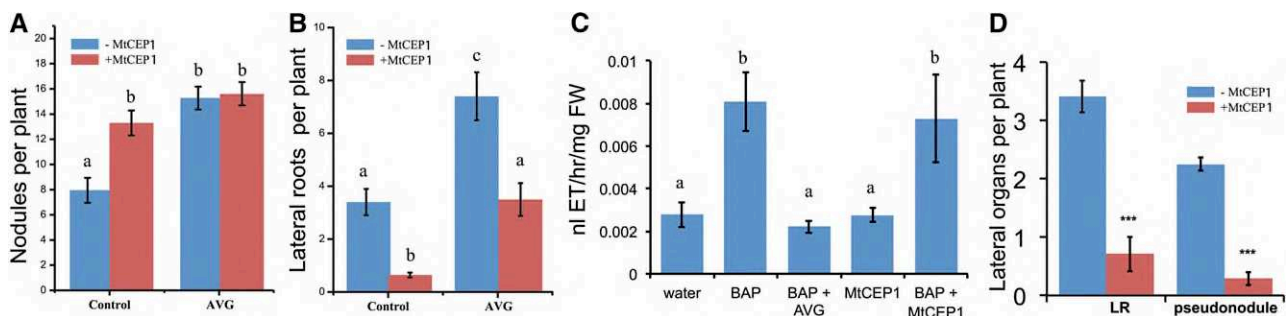 A
Nodules per plant
20
18
16
14
12
10
8
6
4
2
0
- MtCEP1
+MtCEP1
a
b
b
b
Control
AVG
B
Lateral roots per plant
10
8
6
4
2
0
- MtCEP1
+MtCEP1
a
b
c
a
Control
AVG
C
nl ET/hr/mg FW
0.01
0.008
0.006
0.004
0.002
0
a
b
a
a
b
water
BAP
BAP +
AVG
MtCEP1
BAP +
MtCEP1
D
Lateral organs per plant
4
3
2
1
0
- MtCEP1
+MtCEP1
***
***
LR
pseudonodule